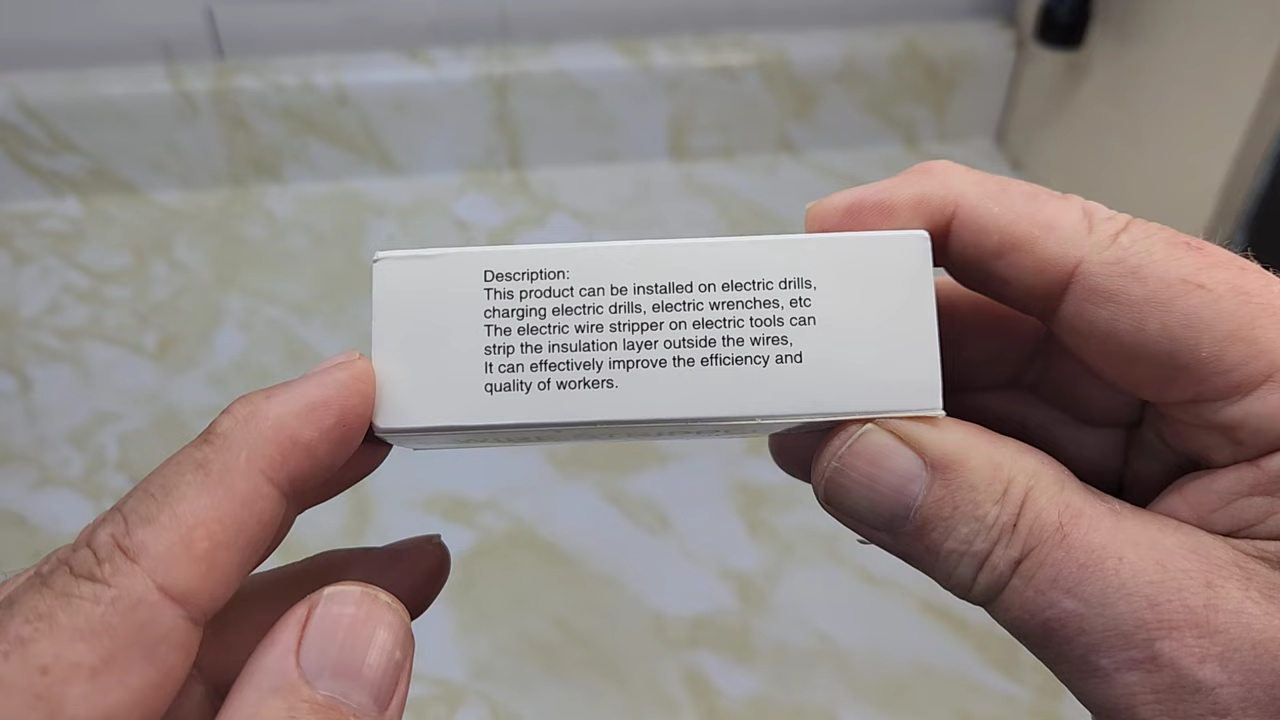 Description:
This product can be installed on electric drills,
charging electric drills, electric wrenches, etc
The electric wire stripper on electric tools can
strip the insulation layer outside the wires,
It can effectively improve the efficiency and
quality of workers.